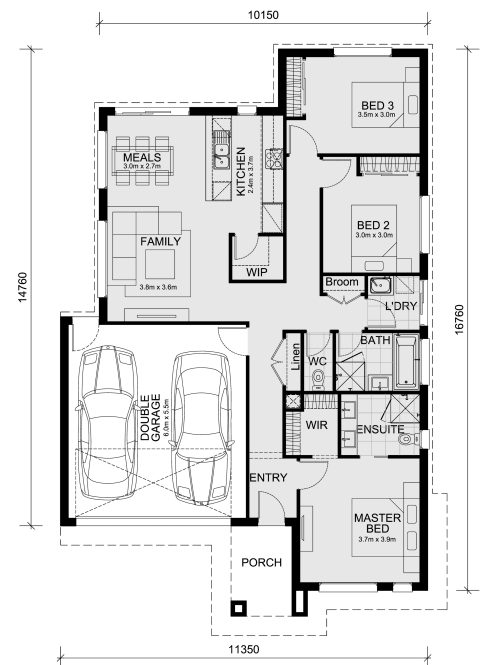 10150
BED 3
3.5m x 3.0m
MEALS
3.0m x 2.7m
KITCHEN
2.4m x 3.7m
BED 2
3.0m x 3.0m
FAMILY
3.8m x 3.6m
WIP
14760
16760
Broom
L'DRY
BATH
Linen
WC
DOUBLE
GARAGE
6.0m x 5.5m
WIR
ENSUITE
ENTRY
MASTER
BED
3.7m x 3.9m
PORCH
11350